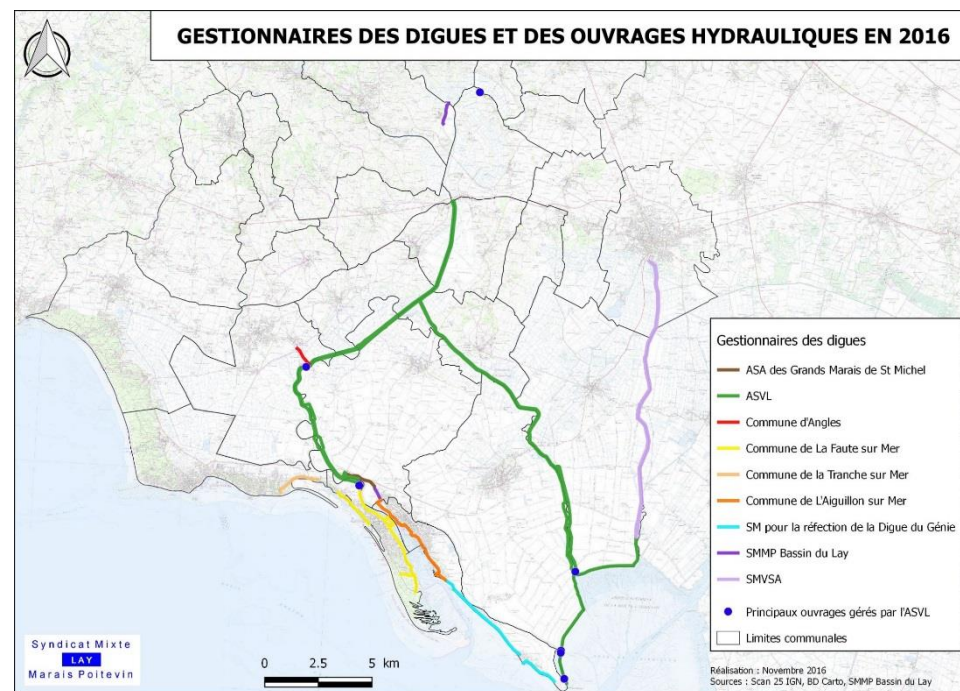 GESTIONNAIRES DES DIGUES ET DES OUVRAGES HYDRAULIQUES EN 2016
Gestionnaires des digues
ASA des Grands Marais de St Michel
ASVL
Commune d'Angles
Commune de La Faute sur Mer
Commune de la Tranche sur Mer
Commune de L'Aiguillon sur Mer
SM pour la réfection de la Digue du Génie
SMMP Bassin du Lay
SMVSA
Principaux ouvrages gérés par l'ASVL
Limites communales
Syndicat Mixte
LAY
Marais Poitevin
0 2.5 5 km
Réalisation : Novembre 2016
Sources : Scan 25 IGN, BD Carto, SMMP Bassin du Lay